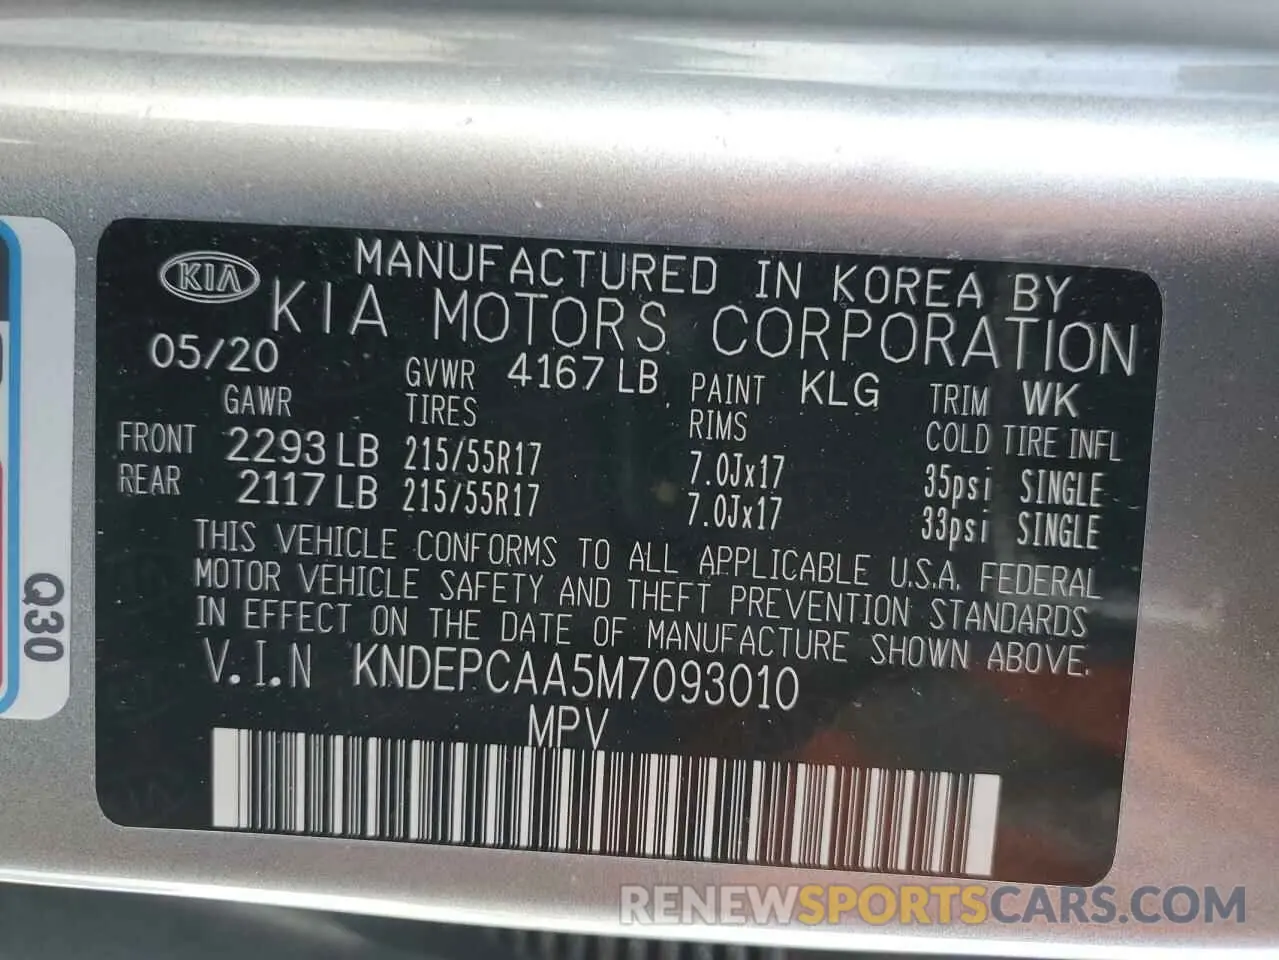 MANUFACTURED IN KOREA BY
KIA KIA MOTORS CORPORATION
05/20 GVWR 4167 LB PAINT KLG TRIM WK
GAWR TIRES RIMS COLD TIRE INFL
FRONT 2293 LB 215/55R17 7.0Jx17 35psi SINGLE
REAR 2117 LB 215/55R17 7.0Jx17 33psi SINGLE
THIS VEHICLE CONFORMS TO ALL APPLICABLE U.S.A. FEDERAL
MOTOR VEHICLE SAFETY AND THEFT PREVENTION STANDARDS
IN EFFECT ON THE DATE OF MANUFACTURE SHOWN ABOVE.
V.I.N KNDEPCAA5M7093010
MPV
Q30
RENEWSPORTSCARS.COM